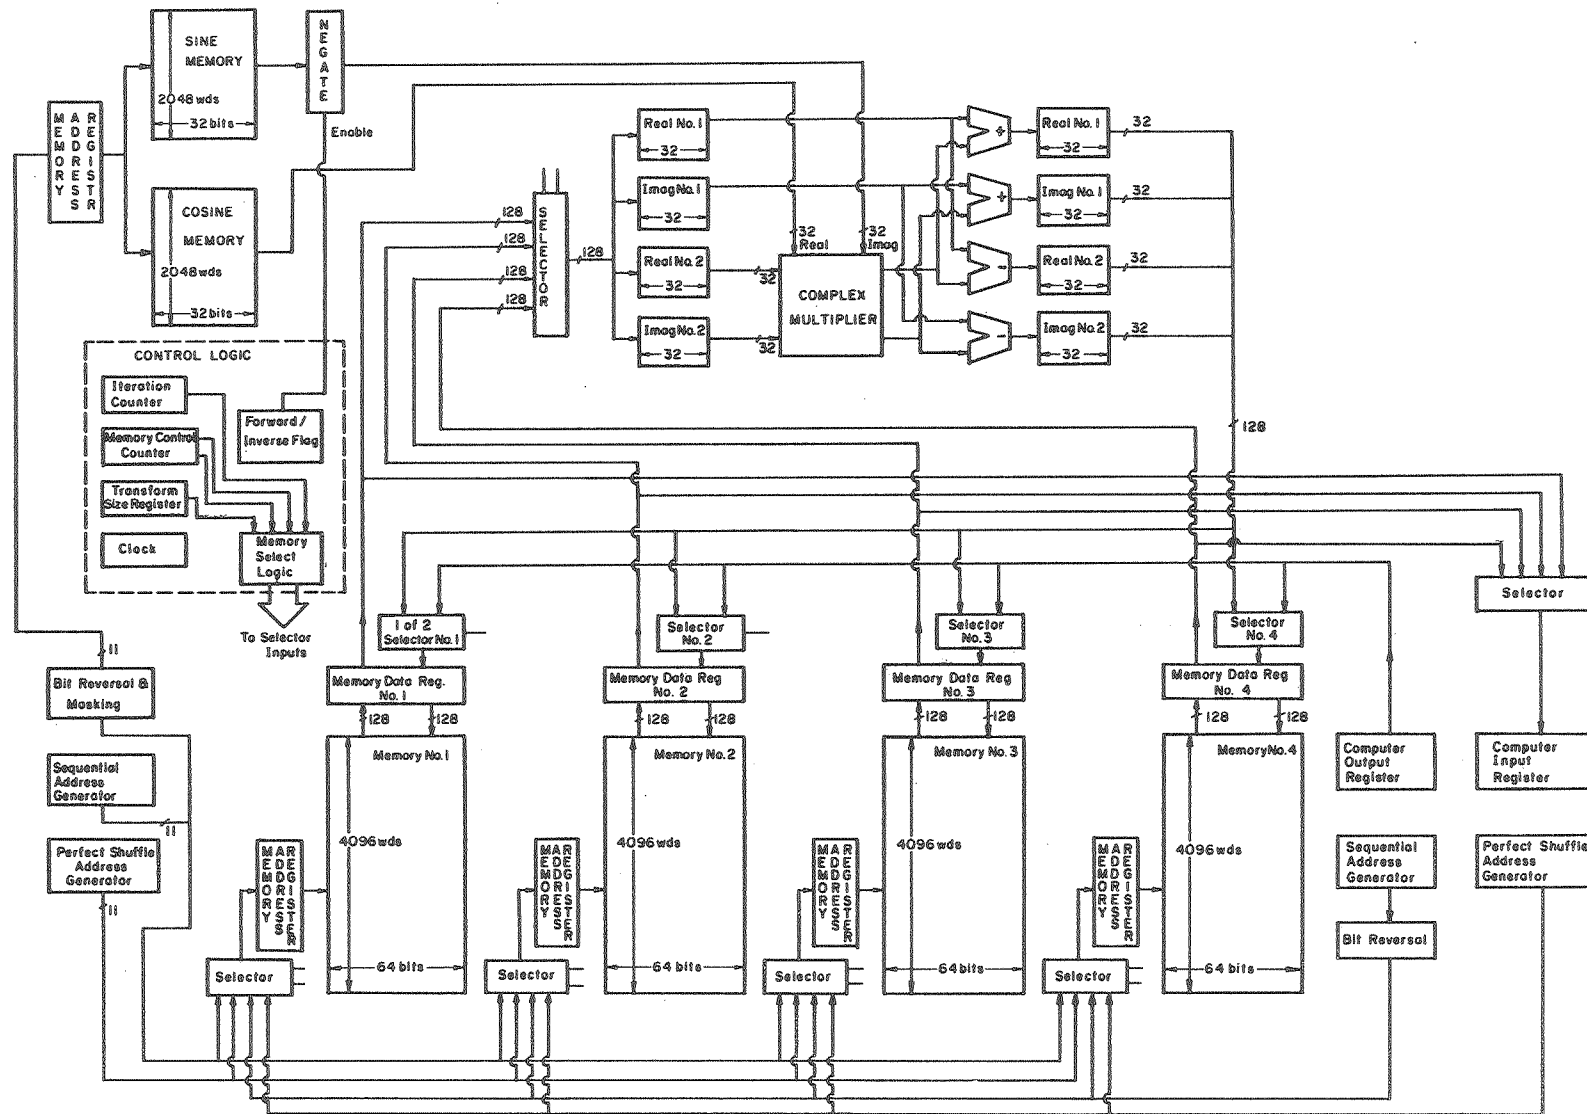 SINE
MEMORY
2048 wds
32 bits
NEGATE
Enable
MEMORY
ADDRESS
REGISTER
COSINE
MEMORY
2048 wds
32 bits
128
128
128
128
SELECTOR
128
Real No. 1
32
Imag No. 1
32
Real No. 2
32
Imag No. 2
32
32
32
32
Real
32
Imag
COMPLEX
MULTIPLIER
+
+
-
-
Real No. 1
32
32
Imag No. 1
32
32
Real No. 2
32
32
Imag No. 2
32
32
128
CONTROL LOGIC
Iteration
Counter
Forward /
Inverse Flag
Memory Control
Counter
Transform
Size Register
Clock
Memory
Select
Logic
To Selector
Inputs
1 of 2
Selector No. 1
Selector
No. 2
Selector
No. 3
Selector
No. 4
Selector
11
Bit Reversal &
Masking
Memory Data Reg.
No. 1
Memory Data Reg
No. 2
Memory Data Reg
No. 3
Memory Data Reg
No. 4
128
128
128
128
128
128
128
128
Sequential
Address
Generator
11
Perfect Shuffle
Address
Generator
11
Memory No. 1
4096 wds
64 bits
Memory No. 2
4096 wds
64 bits
Memory No. 3
4096 wds
64 bits
Memory No. 4
4096 wds
64 bits
MEMORY
ADDRESS
REGISTER
Selector
MEMORY
ADDRESS
REGISTER
Selector
MEMORY
ADDRESS
REGISTER
Selector
MEMORY
ADDRESS
REGISTER
Selector
Computer
Output
Register
Computer
Input
Register
Sequential
Address
Generator
Perfect Shuffle
Address
Generator
Bit Reversal